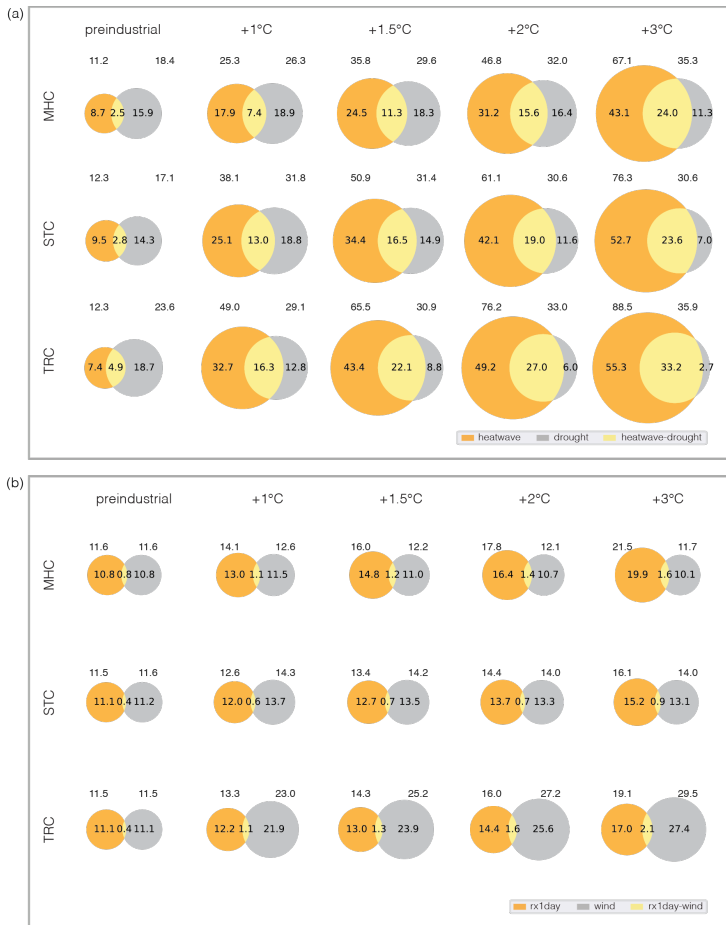 (a)
preindustrial +1°C +1.5°C +2°C +3°C
11.2 18.4 25.3 26.3 35.8 29.6 46.8 32.0 67.1 35.3
MHC
8.7 2.5 15.9 17.9 7.4 18.9 24.5 11.3 18.3 31.2 15.6 16.4 43.1 24.0 11.3
12.3 17.1 38.1 31.8 50.9 31.4 61.1 30.6 76.3 30.6
STC
9.5 2.8 14.3 25.1 13.0 18.8 34.4 16.5 14.9 42.1 19.0 11.6 52.7 23.6 7.0
12.3 23.6 49.0 29.1 65.5 30.9 76.2 33.0 88.5 35.9
TRC
7.4 4.9 18.7 32.7 16.3 12.8 43.4 22.1 8.8 49.2 27.0 6.0 55.3 33.2 2.7
heatwave drought heatwave-drought
(b)
preindustrial +1°C +1.5°C +2°C +3°C
11.6 11.6 14.1 12.6 16.0 12.2 17.8 12.1 21.5 11.7
MHC
10.8 0.8 10.8 13.0 1.1 11.5 14.8 1.2 11.0 16.4 1.4 10.7 19.9 1.6 10.1
11.5 11.6 12.6 14.3 13.4 14.2 14.4 14.0 16.1 14.0
STC
11.1 0.4 11.2 12.0 0.6 13.7 12.7 0.7 13.5 13.7 0.7 13.3 15.2 0.9 13.1
11.5 11.5 13.3 23.0 14.3 25.2 16.0 27.2 19.1 29.5
TRC
11.1 0.4 11.1 12.2 1.1 21.9 13.0 1.3 23.9 14.4 1.6 25.6 17.0 2.1 27.4
rx1day wind rx1day-wind